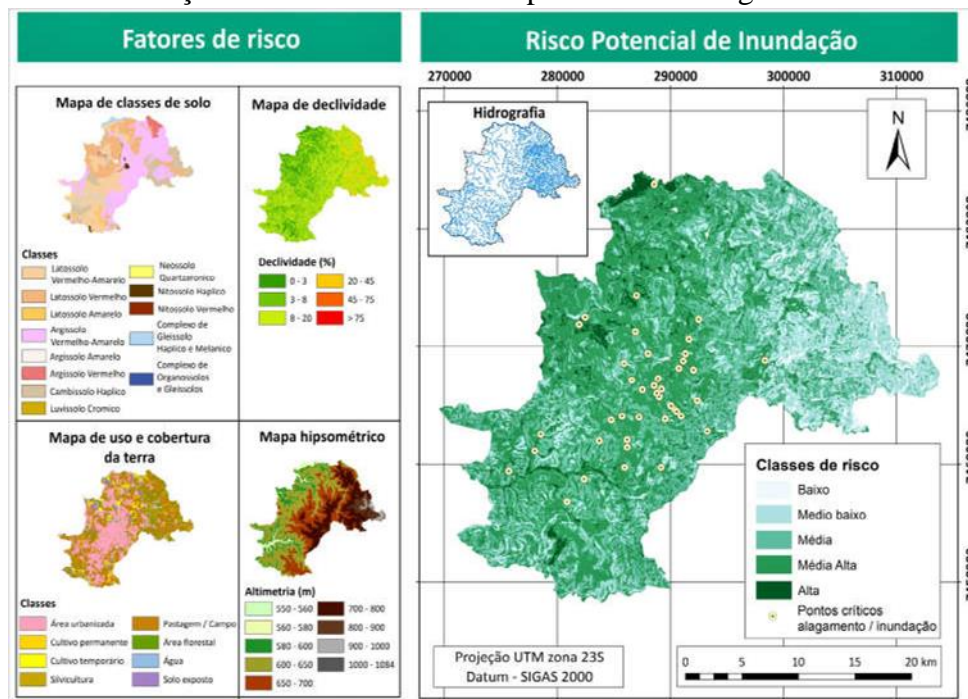 Fatores de risco
Mapa de classes de solo
Classes
Latossolo
Vermelho-Amarelo
Latossolo Vermelho
Latossolo Amarelo
Argissolo
Vermelho-Amarelo
Argissolo Amarelo
Argissolo Vermelho
Cambissolo Haplico
Luvissolo Cromico
Neossolo
Quartzaronico
Nitossolo Haplico
Nitossolo Vermelho
Complexo de
Gleissolo
Haplico e Melanico
Complexo de
Organossolos
e Gleissolos
Mapa de declividade
Declividade (%)
0 - 3
3 - 8
8 - 20
20 - 45
45 - 75
> 75
Mapa de uso e cobertura
da terra
Classes
Área urbanizada
Cultivo permanente
Cultivo temporário
Silvicultura
Pastagem / Campo
Área florestal
Água
Solo exposto
Mapa hipsométrico
Altimetria (m)
550 - 560
560 - 580
580 - 600
600 - 650
650 - 700
700 - 800
800 - 900
900 - 1000
1000 - 1084
Risco Potencial de Inundação
270000 280000 290000 300000 310000
Hidrografia
N
Classes de risco
Baixo
Medio baixo
Média
Média Alta
Alta
Pontos críticos
alagamento / inundação
Projeção UTM zona 23S
Datum - SIGAS 2000
0 5 10 15 20 km